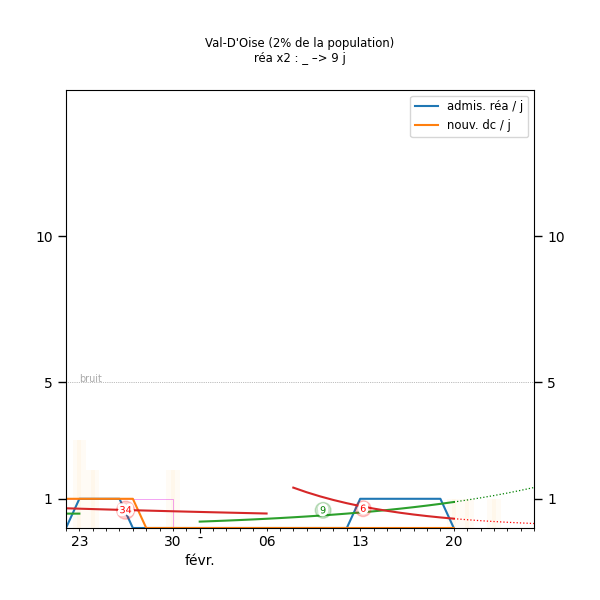 Val-D'Oise (2% de la population)
réa x2 : _ –> 9 j
admis. réa / j
nouv. dc / j
10
10
bruit
5
5
34
9
6
1
1
23
30
-
06
13
20
févr.